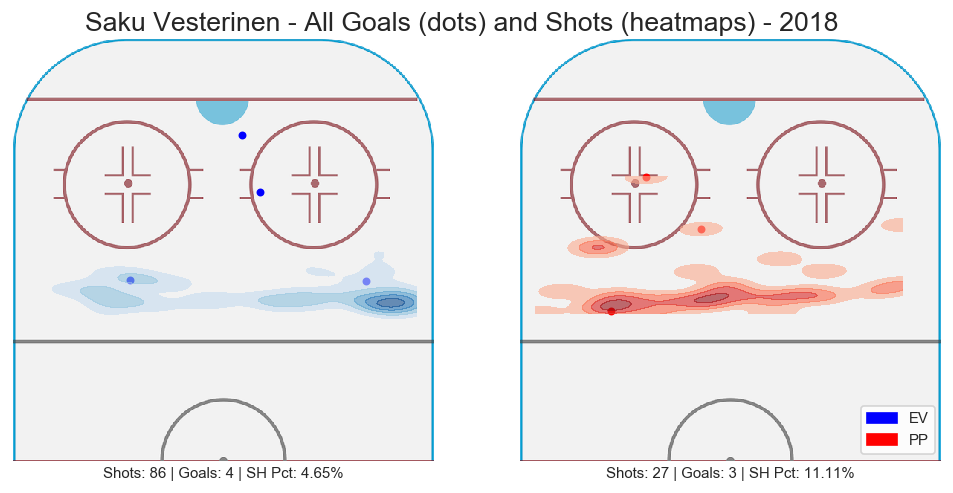 Saku Vesterinen - All Goals (dots) and Shots (heatmaps) - 2018
EV
PP
Shots: 86 | Goals: 4 | SH Pct: 4.65%
Shots: 27 | Goals: 3 | SH Pct: 11.11%